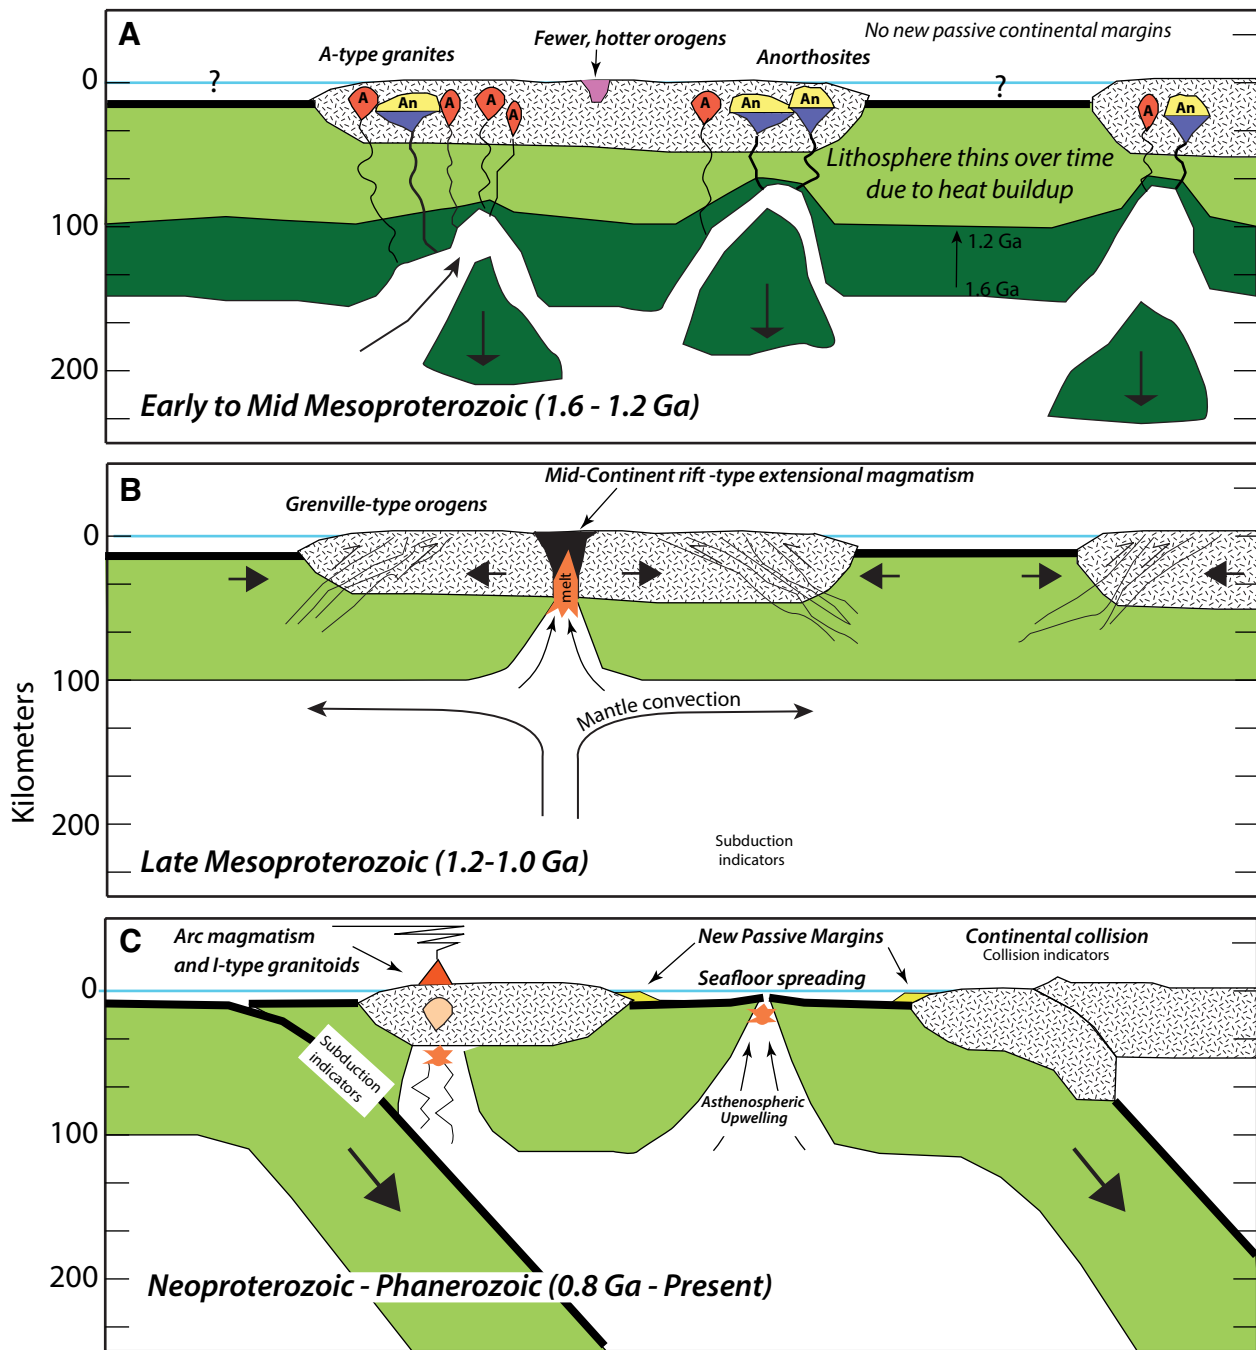 A
No new passive continental margins
A-type granites
Fewer, hotter orogens
Anorthosites
?
?
0
A
An
A
A
A
A
An
An
A
An
Lithosphere thins over time
due to heat buildup
100
1.2 Ga
1.6 Ga
200
Early to Mid Mesoproterozoic (1.6 - 1.2 Ga)
B
Mid-Continent rift -type extensional magmatism
Grenville-type orogens
0
melt
100
Mantle convection
Kilometers
200
Subduction
indicators
Late Mesoproterozoic (1.2-1.0 Ga)
C
Arc magmatism
and I-type granitoids
New Passive Margins
Continental collision
Collision indicators
Seafloor spreading
0
Subduction
indicators
Asthenospheric
Upwelling
100
200
Neoproterozoic - Phanerozoic (0.8 Ga - Present)